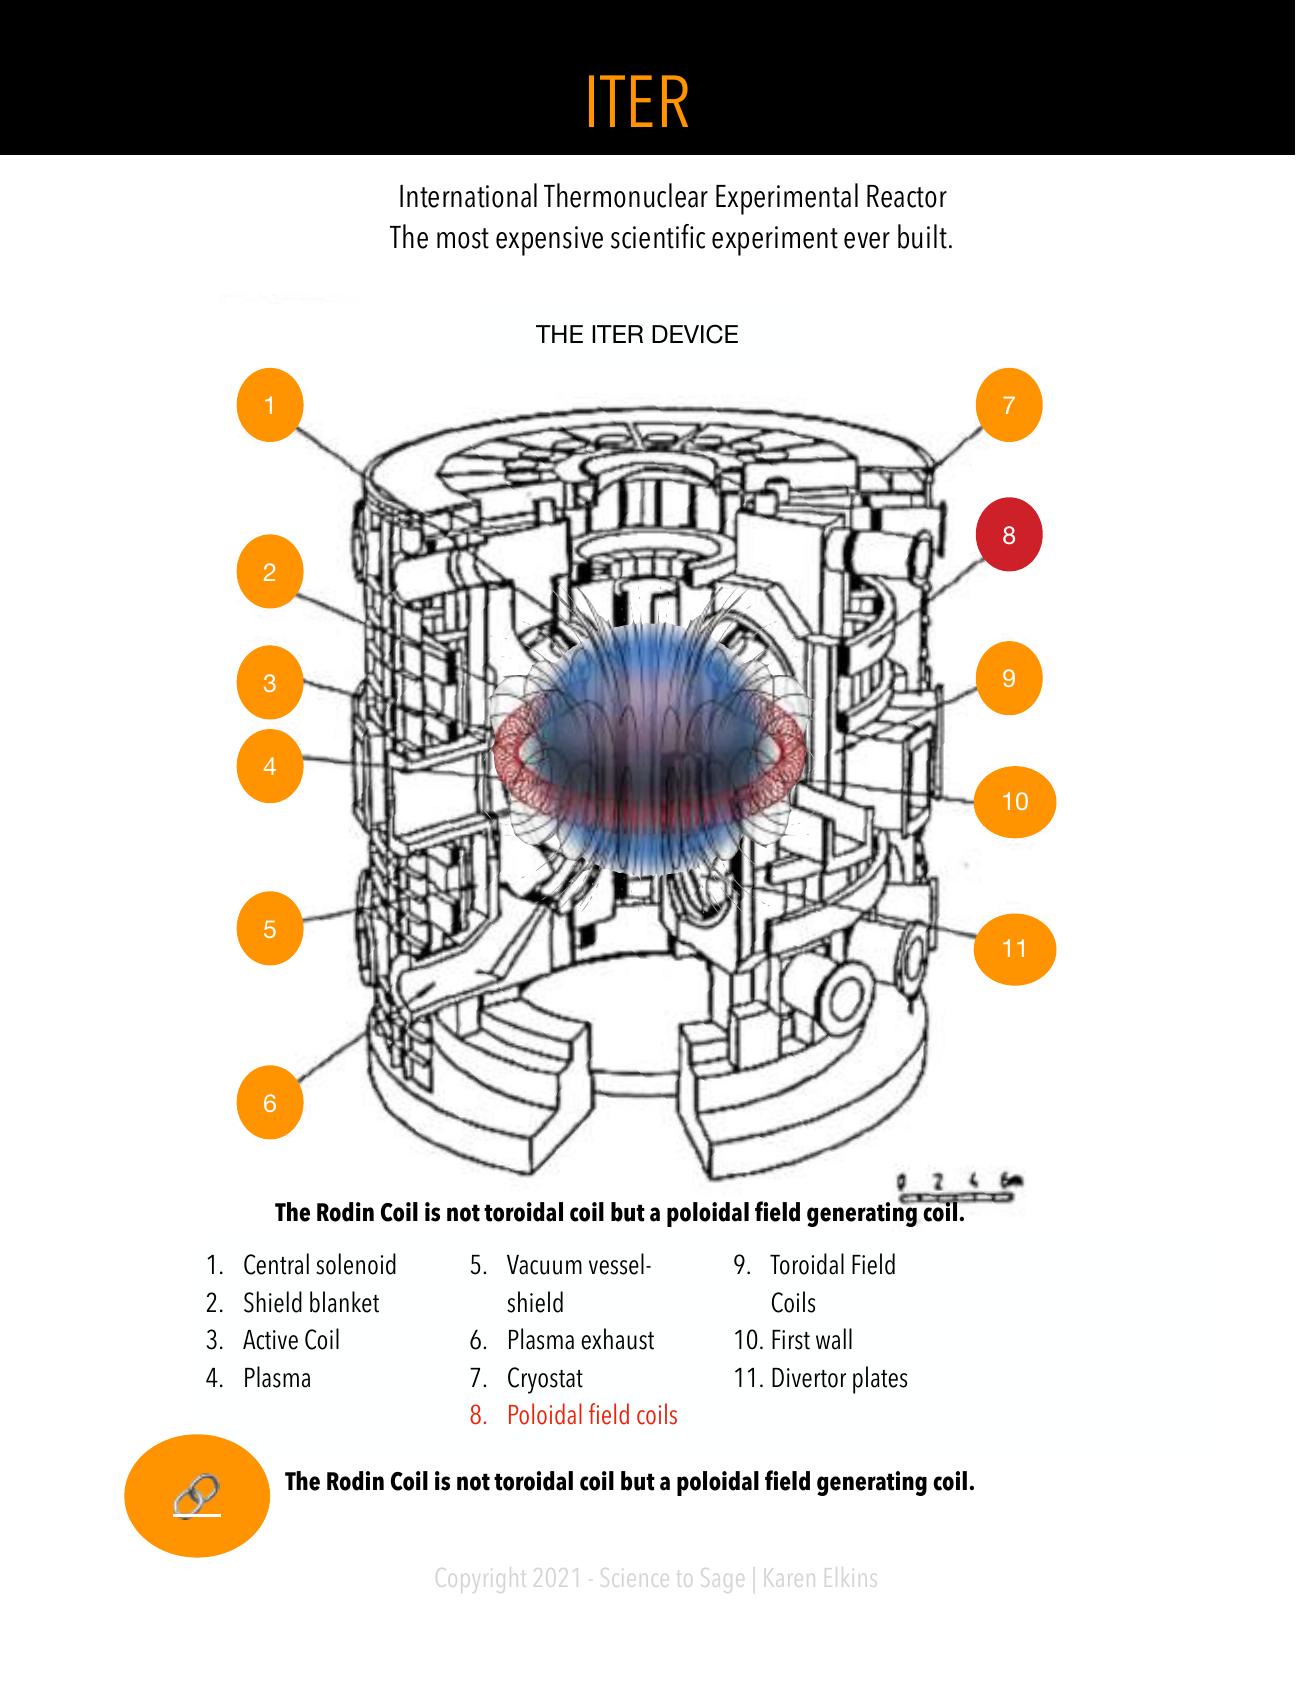 ITER
International Thermonuclear Experimental Reactor
The most expensive scientific experiment ever built.
THE ITER DEVICE
1
7
8
2
3
9
4
10
5
11
6
0 2 4 6m
The Rodin Coil is not toroidal coil but a poloidal field generating coil.
1. Central solenoid
2. Shield blanket
3. Active Coil
4. Plasma
5. Vacuum vessel-
shield
6. Plasma exhaust
7. Cryostat
8. Poloidal field coils
9. Toroidal Field
Coils
10. First wall
11. Divertor plates
The Rodin Coil is not toroidal coil but a poloidal field generating coil.
Copyright 2021 - Science to Sage | Karen Elkins